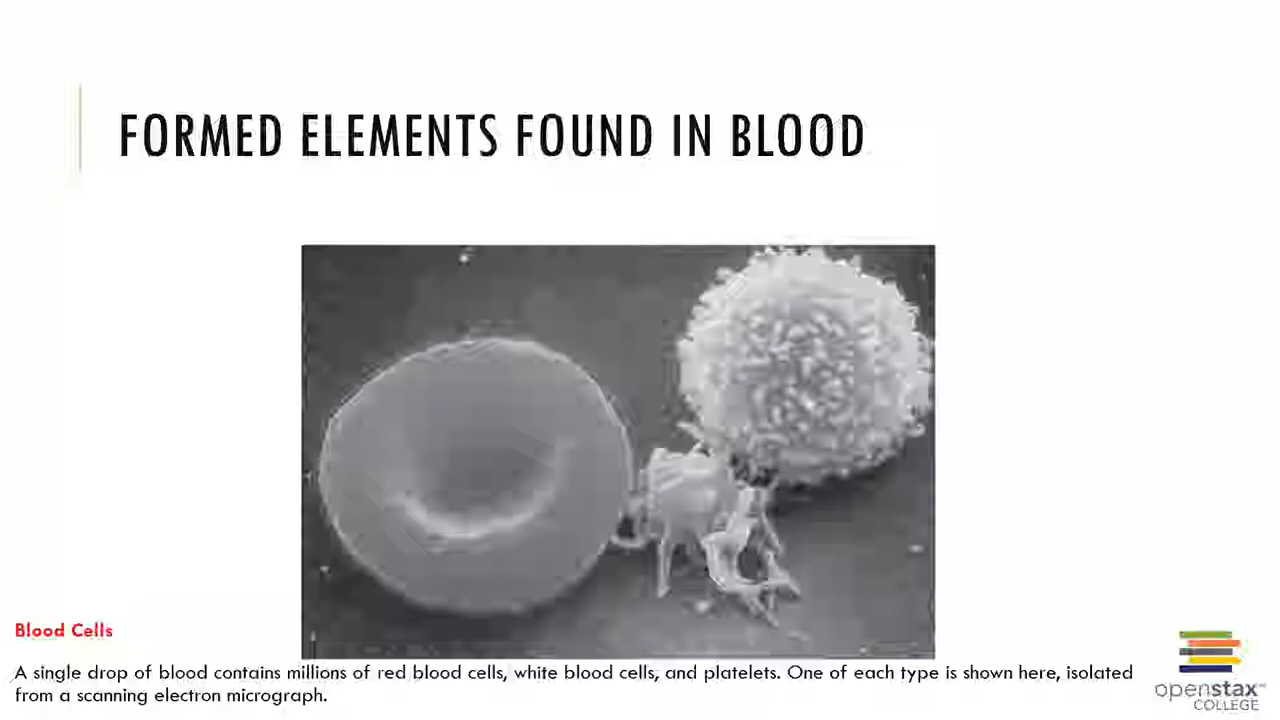 FORMED ELEMENTS FOUND IN BLOOD
Blood Cells
A single drop of blood contains millions of red blood cells, white blood cells, and platelets. One of each type is shown here, isolated
from a scanning electron micrograph.
openstax
COLLEGE